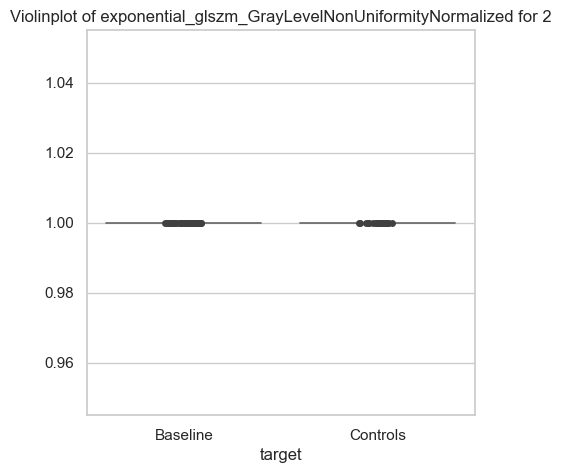 Violinplot of exponential_glszm_GrayLevelNonUniformityNormalized for 2
1.04
1.02
1.00
0.98
0.96
Baseline Controls
target